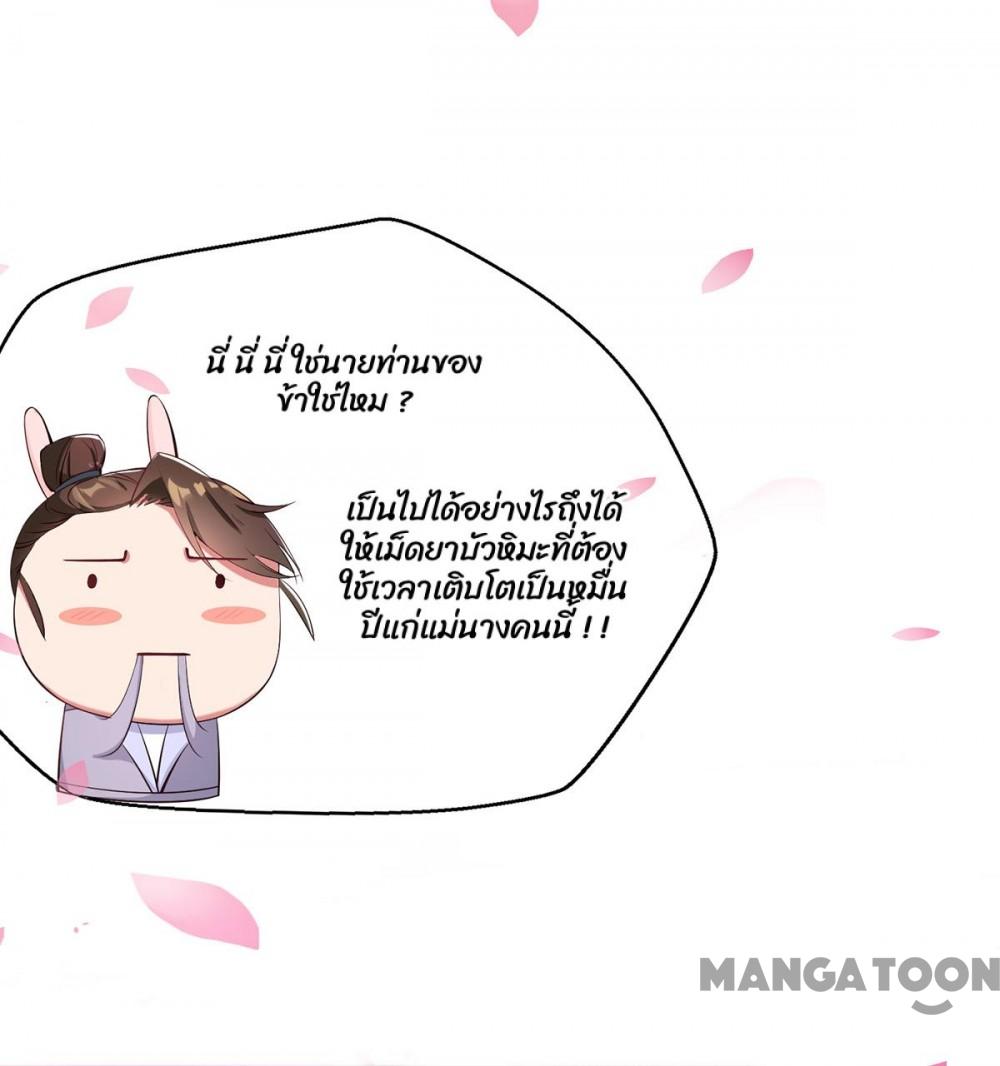 นี่ นี่ นี่ ใช่นายท่านของ
ข้าใช่ไหม ?
เป็นไปได้อย่างไรถึงได้
ให้เม็ดยาบัวหิมะที่ต้อง
ใช้เวลาเติบโตเป็นหมื่น
ปีแก่แม่นางคนนี้ !!
MANGATOON